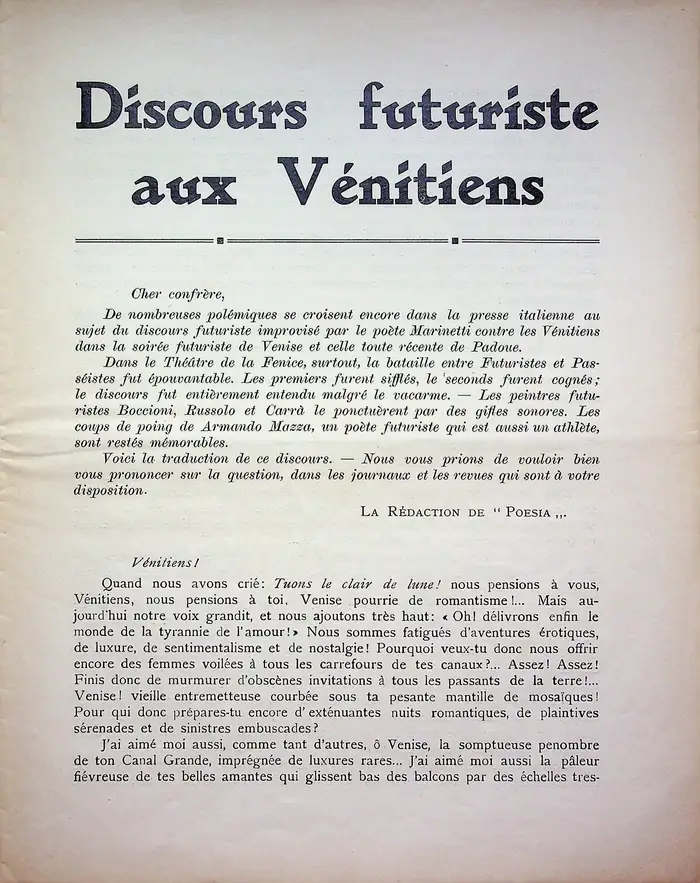 Discours futuriste
aux Vénitiens
Cher confrère,
De nombreuses polémiques se croisent encore dans la presse italienne au
sujet du discours futuriste improvisé par le poète Marinetti contre les Vénitiens
dans la soirée futuriste de Venise et celle toute récente de Padoue.
Dans le Théâtre de la Fenice, surtout, la bataille entre Futuristes et Pas-
séistes fut épouvantable. Les premiers furent sifflés, le seconds furent cognés;
le discours fut entièrement entendu malgré le vacarme. — Les peintres futu-
ristes Boccioni, Russolo et Carrà le ponctuèrent par des gifles sonores. Les
coups de poing de Armando Mazza, un poète futuriste qui est aussi un athlète,
sont restés mémorables.
Voici la traduction de ce discours. — Nous vous prions de vouloir bien
vous prononcer sur la question, dans les journaux et les revues qui sont à votre
disposition.
La Rédaction de “ Poesia „.
Vénitiens!
Quand nous avons crié: Tuons le clair de lune! nous pensions à vous,
Vénitiens, nous pensions à toi, Venise pourrie de romantisme!... Mais au-
jourd'hui notre voix grandit, et nous ajoutons très haut: « Oh! délivrons enfin le
monde de la tyrannie de l'amour!» Nous sommes fatigués d'aventures érotiques,
de luxure, de sentimentalisme et de nostalgie! Pourquoi veux-tu donc nous offrir
encore des femmes voilées à tous les carrefours de tes canaux?... Assez! Assez!
Finis donc de murmurer d'obscènes invitations à tous les passants de la terre!...
Venise! vieille entremetteuse courbée sous ta pesante mantille de mosaïques!
Pour qui donc prépares-tu encore d' exténuantes nuits romantiques, de plaintives
sérénades et de sinistres embuscades?
J'ai aimé moi aussi, comme tant d'autres, ô Venise, la somptueuse penombre
de ton Canal Grande, imprégnée de luxures rares... J'ai aimé moi aussi la pâleur
fiévreuse de tes belles amantes qui glissent bas des balcons par des échelles tres-